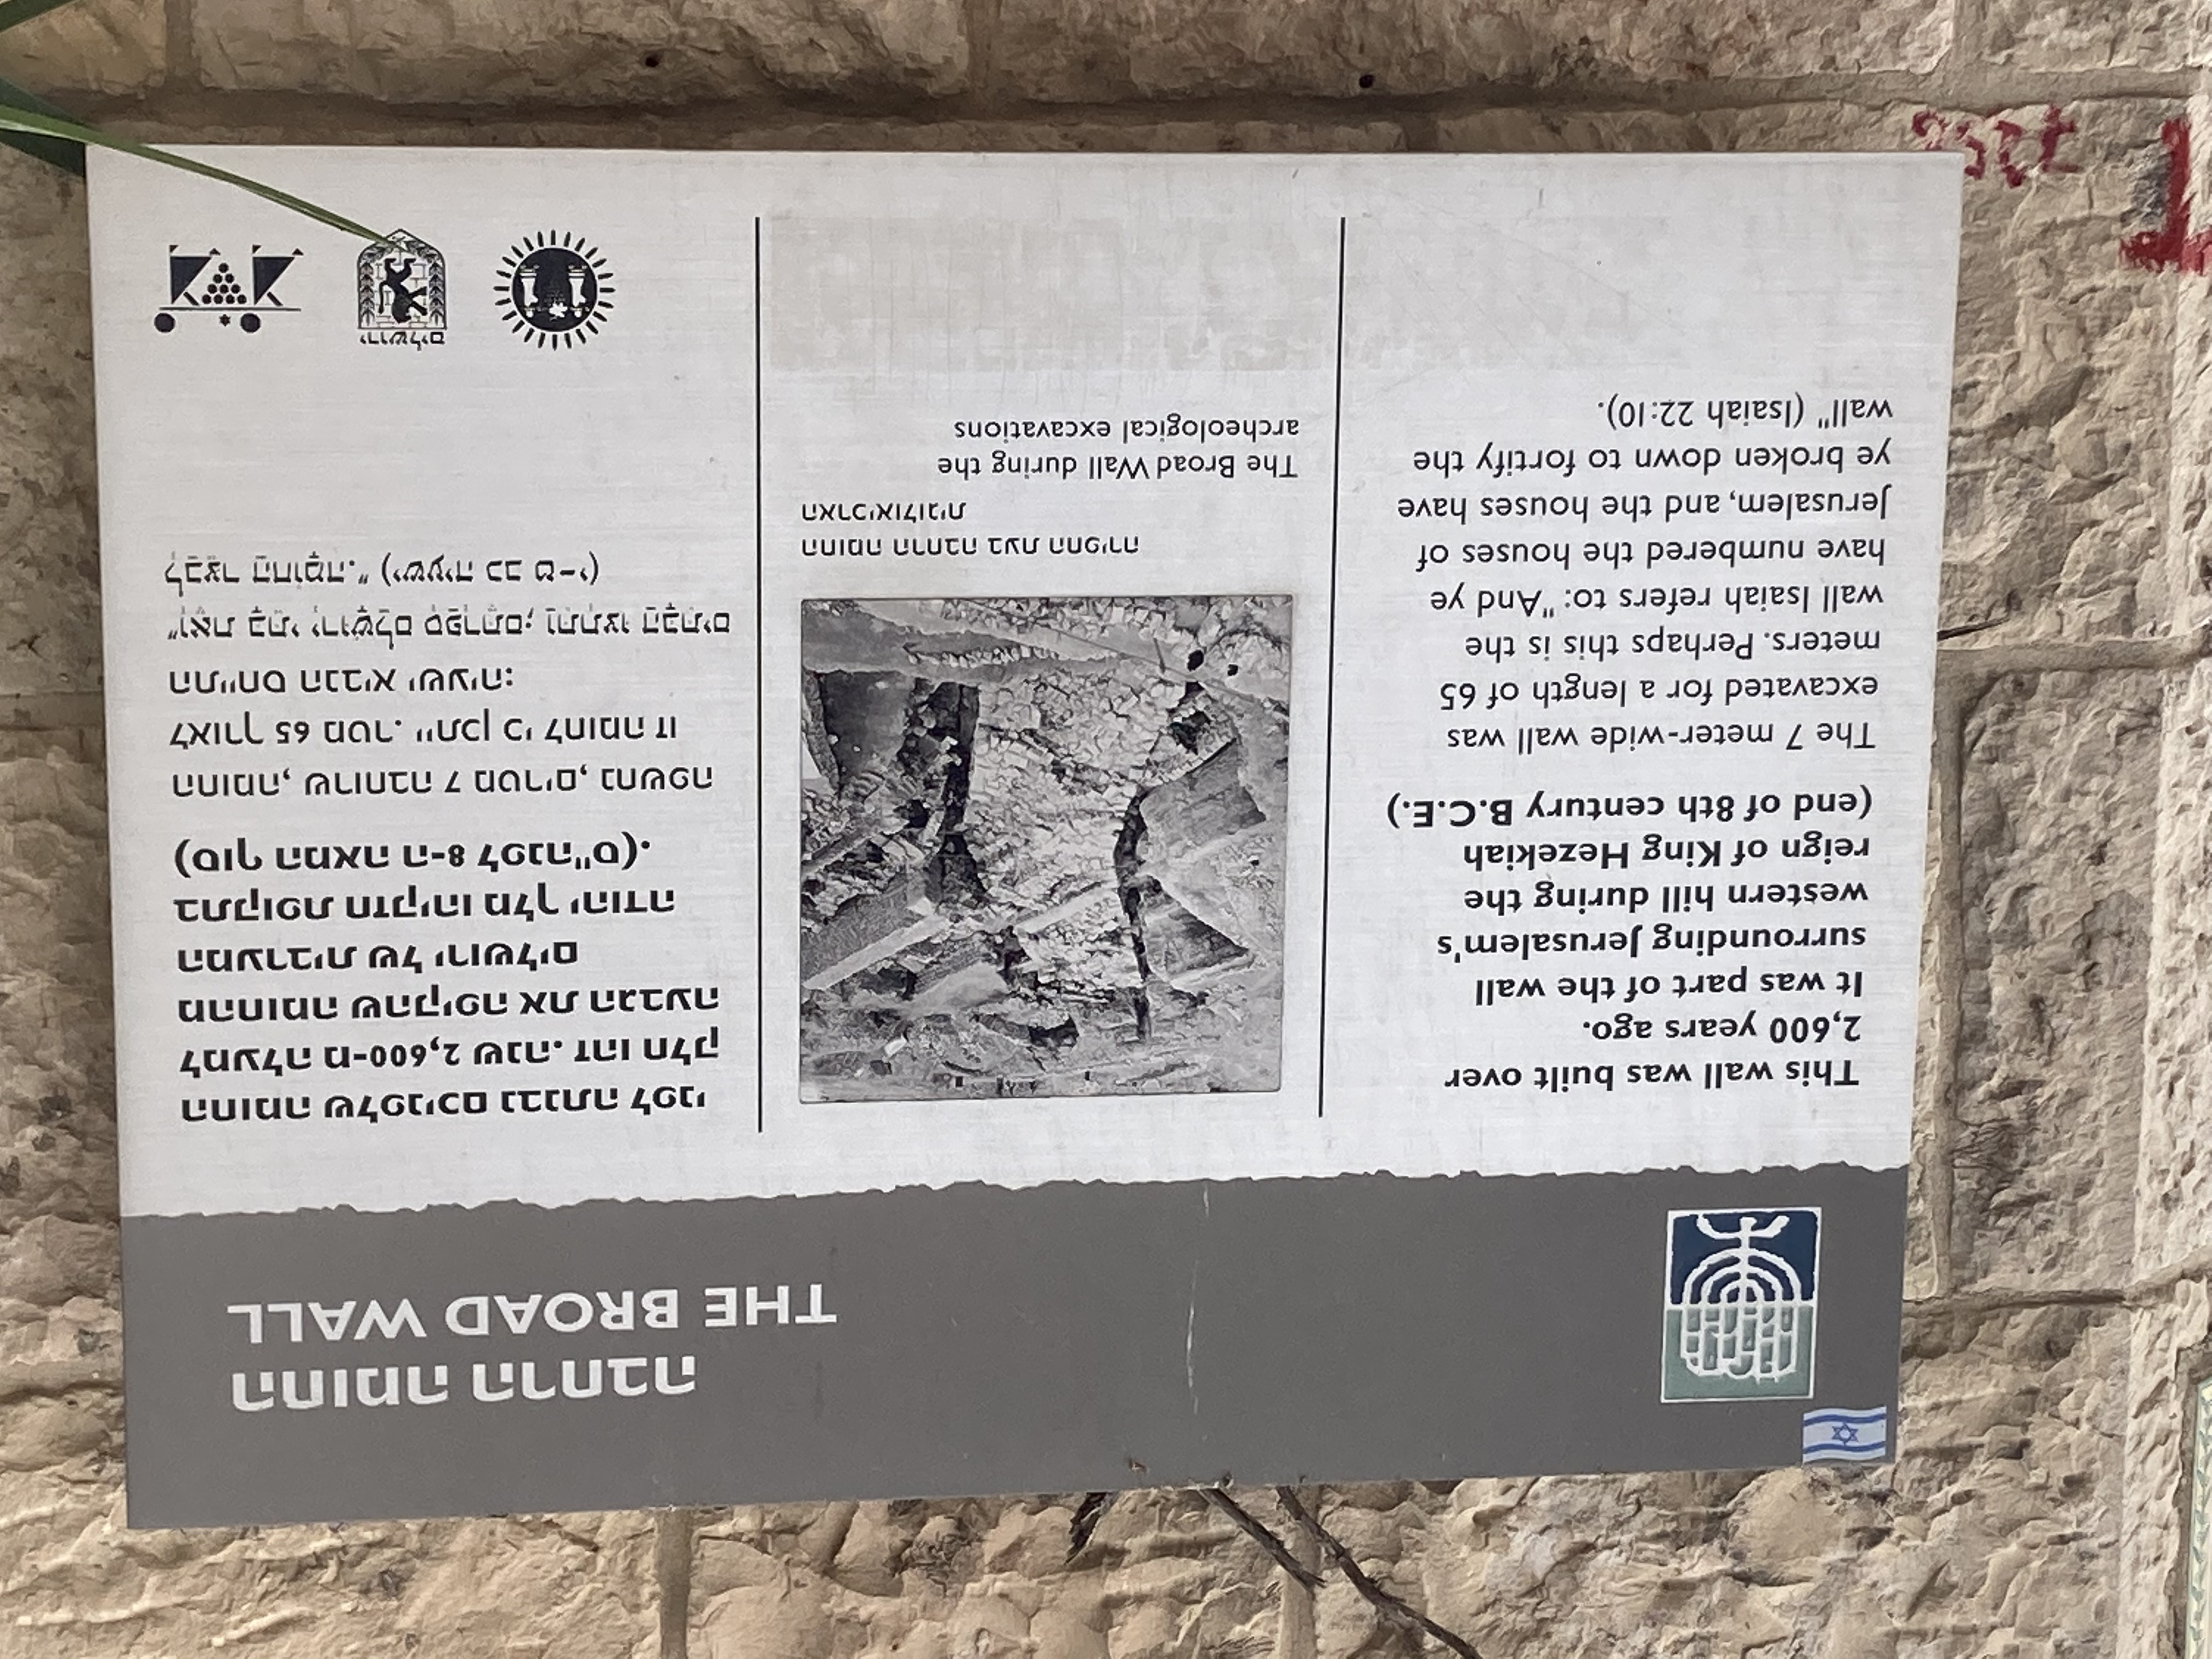 החומה הרחבה
THE BROAD WALL
This wall was built over
2,600 years ago.
It was part of the wall
surrounding Jerusalem's
western hill during the
reign of King Hezekiah
(end of 8th century B.C.E.)
The 7 meter-wide wall was
excavated for a length of 65
meters. Perhaps this is the
wall Isaiah refers to: "And ye
have numbered the houses of
Jerusalem, and the houses have
ye broken down to fortify the
wall" (Isaiah 22:10).
החומה הרחבה בעת החפירה
הארכיאולוגית
The Broad Wall during the
archeological excavations
החומה שלפניכם נבנתה לפני
למעלה מ-2,600 שנה. זהו חלק
מהחומה שהקיפה את הגבעה
המערבית של ירושלים
בתקופת חזקיהו מלך יהודה
(סוף המאה ה-8 לפנה"ס).
החומה, שרוחבה 7 מטרים, נחשפה
לאורך 65 מטר. ייתכן כי לחומה זו
התייחס הנביא ישעיה:
"וְאֶת בָּתֵּי יְרוּשָׁלִַם סְפַרְתֶּם; וַתִּתְצוּ הַבָּתִּים
לְבַצֵּר הַחוֹמָה." (ישעיה כב ט-י)
ירושלים